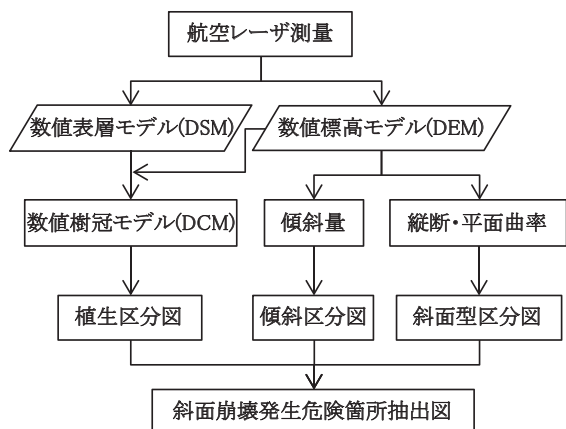 航空レーザ測量
数値表層モデル(DSM)
数値標高モデル(DEM)
数値樹冠モデル(DCM)
傾斜量
縦断・平面曲率
植生区分図
傾斜区分図
斜面型区分図
斜面崩壊発生危険箇所抽出図